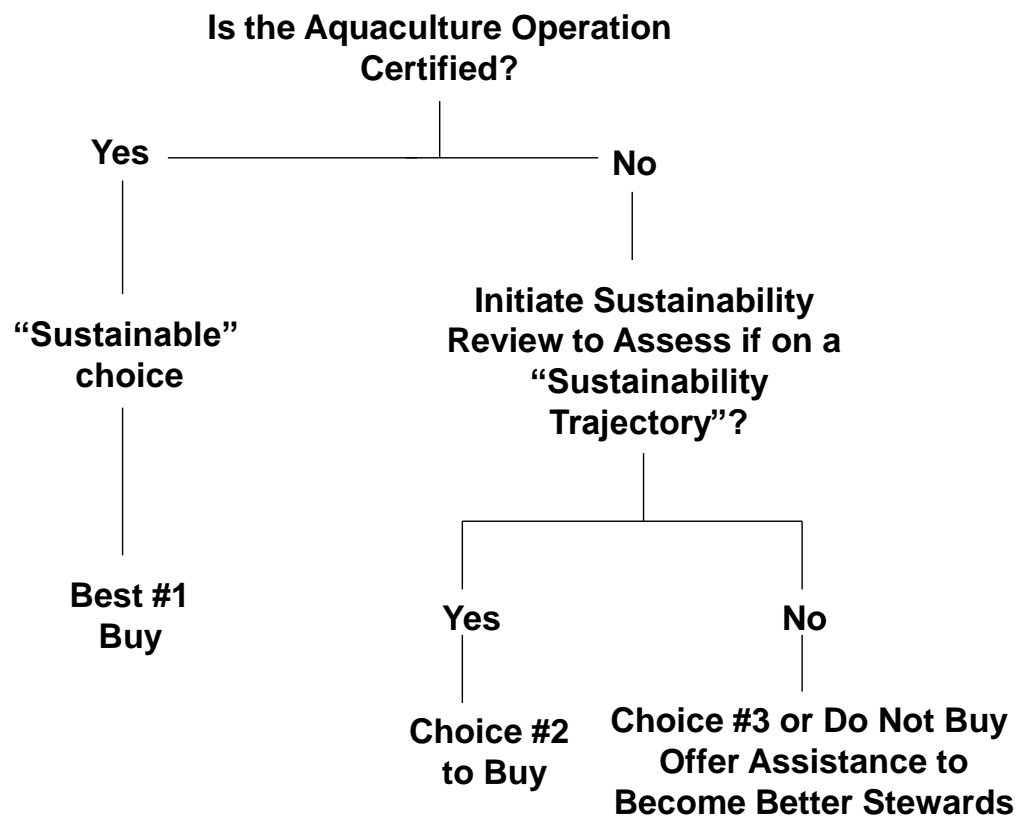 Is the Aquaculture Operation
Certified?
Yes
No
“Sustainable”
choice
Initiate Sustainability
Review to Assess if on a
“Sustainability
Trajectory”?
Best #1
Buy
Yes
No
Choice #2
to Buy
Choice #3 or Do Not Buy
Offer Assistance to
Become Better Stewards